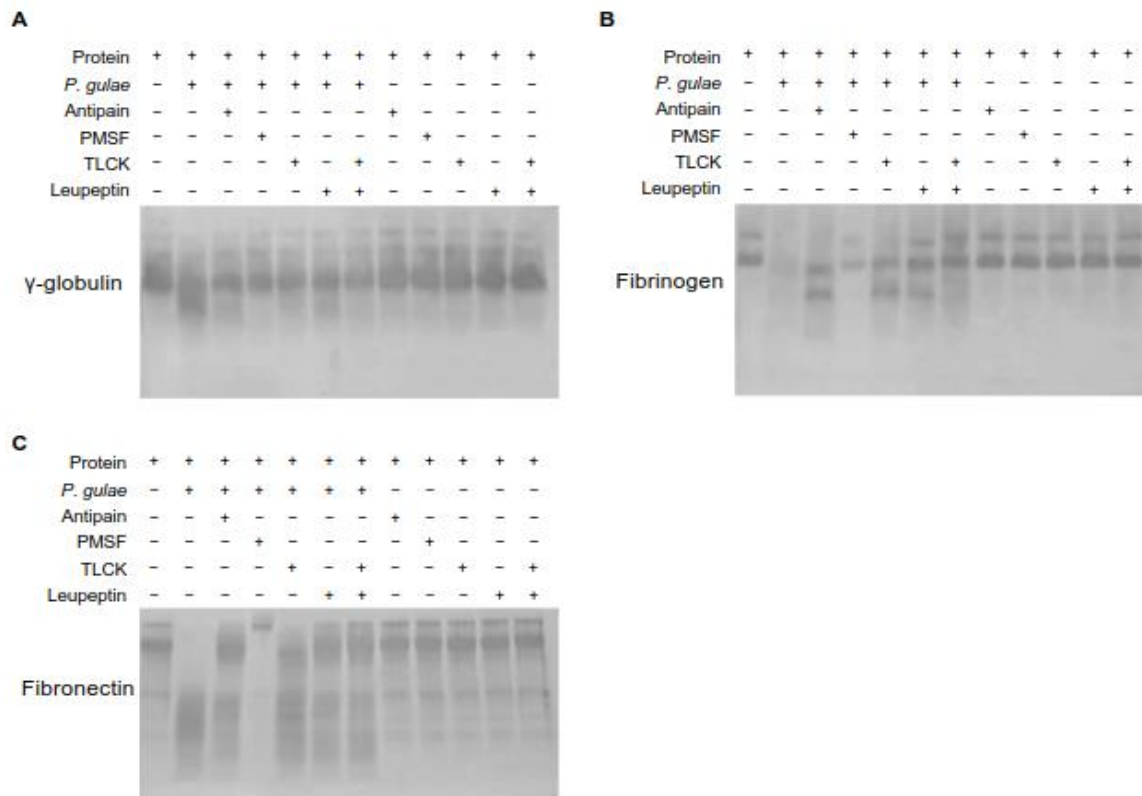 A
Protein + + + + + + + + + + + +
P. gulae − + + + + + + − − − − −
Antipain − − + − − − − + − − − −
PMSF − − − + − − − − + − − −
TLCK − − − − + − + − − + − +
Leupeptin − − − − − + + − − − + +
γ-globulin
B
Protein + + + + + + + + + + + +
P. gulae − + + + + + + − − − − −
Antipain − − + − − − − + − − − −
PMSF − − − + − − − − + − − −
TLCK − − − − + − + − − + − +
Leupeptin − − − − − + + − − − + +
Fibrinogen
C
Protein + + + + + + + + + + + +
P. gulae − + + + + + + − − − − −
Antipain − − + − − − − + − − − −
PMSF − − − + − − − − + − − −
TLCK − − − − + − + − − + − +
Leupeptin − − − − − + + − − − + +
Fibronectin